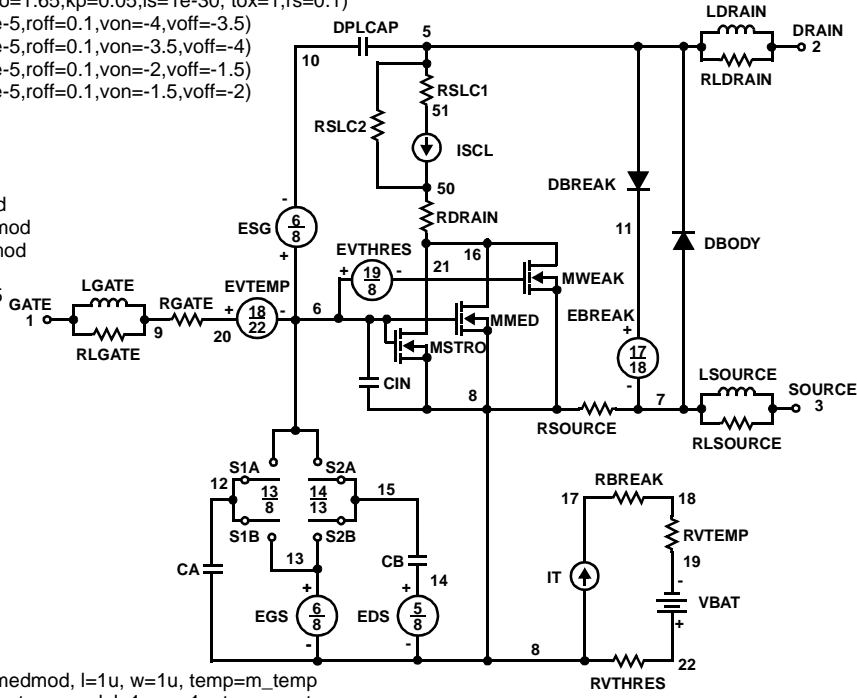 o=1.65,kp=0.05,is=1e-30, tox=1,rs=0.1)
e-5,roff=0.1,von=-4,voff=-3.5)
e-5,roff=0.1,von=-3.5,voff=-4)
e-5,roff=0.1,von=-2,voff=-1.5)
e-5,roff=0.1,von=-1.5,voff=-2)
LDRAIN
DPLCAP 5 DRAIN
10 2
RLDRAIN
RSLC1
51
RSLC2
ISCL
50
d DBREAK
nod
nod
RDRAIN
ESG 6 8 - +
11
DBODY
EVTHRES 16
+ 19 8 - 21
MWEAK
LGATE EVTEMP
GATE RGATE + 18 22 - 6
1 9 20
MMED
EBREAK +
17 18
-
MSTRO
RLGATE
CIN
LSOURCE
8 7 SOURCE
3
RSOURCE
RLSOURCE
S1A S2A
12 13 8 14 13 15
S1B S2B
13
RBREAK
17 18
RVTEMP
19
CA CB
14
IT
-
VBAT
+
+ +
EGS 6 8 EDS 5 8
- -
8 22
RVTHRES
medmod, l=1u, w=1u, temp=m_temp